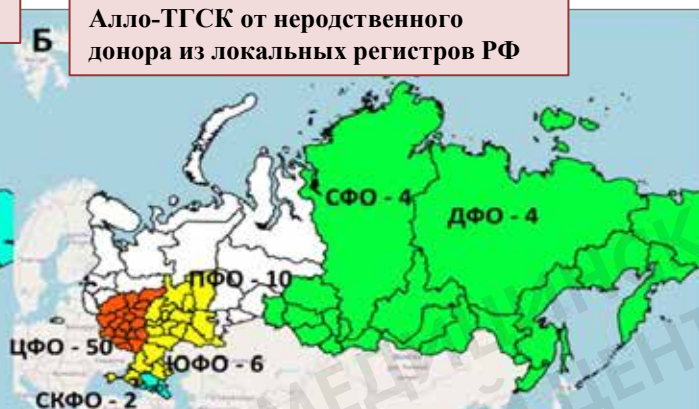 Алло-ТГСК от неродственного
донора из локальных регистров РФ
Б
СФО - 4
ДФО - 4
ПФО - 10
ЦФО - 50
ЮФО - 6
СКФО - 2